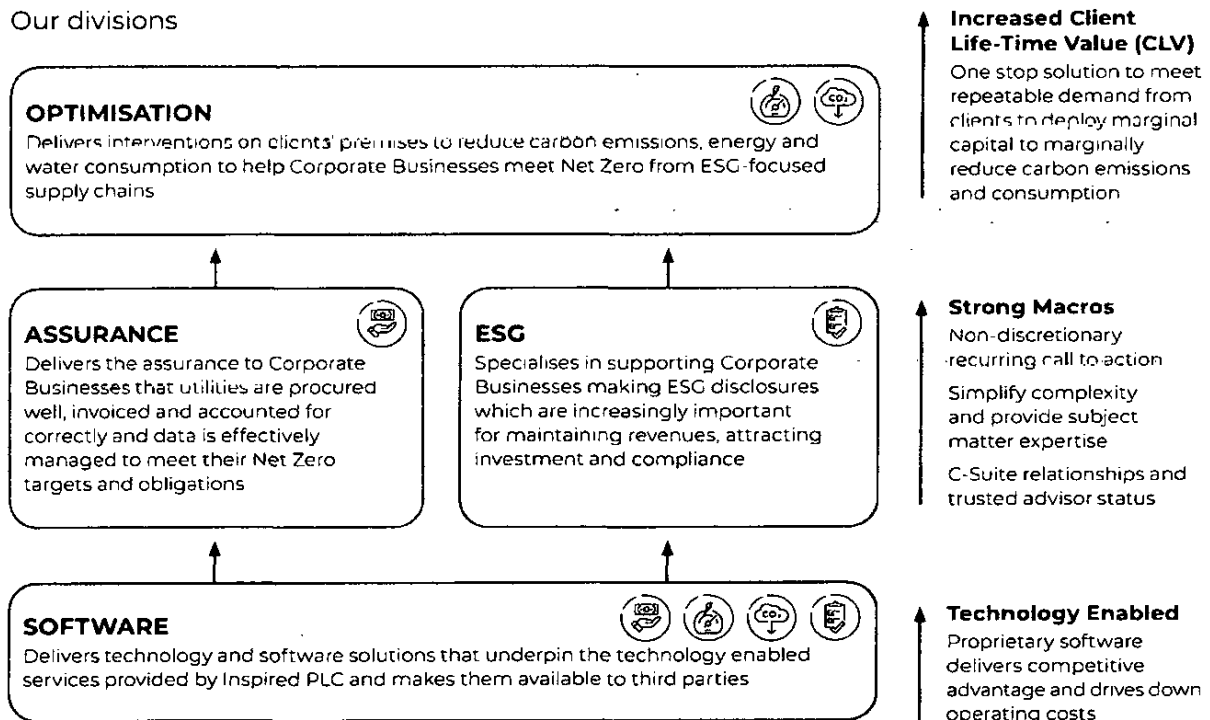 Our divisions
OPTIMISATION
Delivers interventions on clients' premises to reduce carbon emissions, energy and
water consumption to help Corporate Businesses meet Net Zero from ESG-focused
supply chains
Increased Client
Life-Time Value (CLV)
One stop solution to meet
repeatable demand from
clients to deploy marginal
capital to marginally
reduce carbon emissions
and consumption
ASSURANCE
Delivers the assurance to Corporate
Businesses that utilities are procured
well, invoiced and accounted for
correctly and data is effectively
managed to meet their Net Zero
targets and obligations
ESG
Specialises in supporting Corporate
Businesses making ESG disclosures
which are increasingly important
for maintaining revenues, attracting
investment and compliance
Strong Macros
Non-discretionary
recurring call to action
Simplify complexity
and provide subject
matter expertise
C-Suite relationships and
trusted advisor status
SOFTWARE
Delivers technology and software solutions that underpin the technology enabled
services provided by Inspired PLC and makes them available to third parties
Technology Enabled
Proprietary software
delivers competitive
advantage and drives down
operating costs
CO₂
CO₂